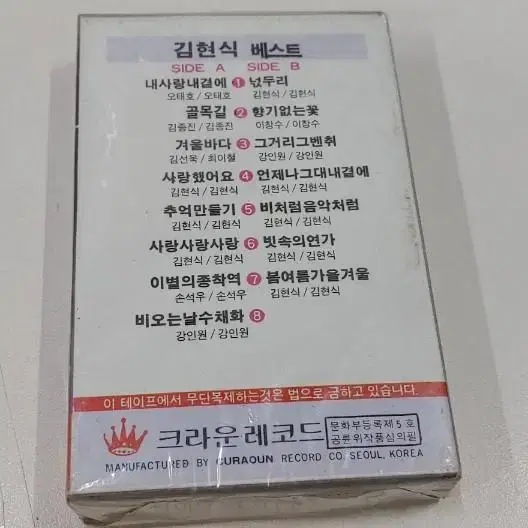 김현식 베스트
SIDE A SIDE B
내사랑내곁에 1 넋두리
오태호 / 오태호 김현식 / 김현식
골목길 2 향기없는꽃
김종진 / 김종진 이창수 / 이창수
겨울바다 3 그거리그벤취
김선욱 / 최이철 강인원 / 강인원
사랑했어요 4 언제나그대내곁에
김현식 / 김현식 김현식 / 김현식
추억만들기 5 비처럼음악처럼
김현식 / 김현식 김현식 / 김현식
사랑사랑사랑 6 빗속의연가
김현식 / 김현식 김현식 / 김현식
이별의종착역 7 봄여름가을겨울
손석우 / 손석우 김현식 / 김현식
비오는날수채화 8
강인원 / 강인원
이 테이프에서 무단복제하는것은 법으로 금하고 있습니다.
크라운레코드
문화부등록제5호
공륜위작품심의필
MANUFACTURED BY CURAOUN RECORD CO. SEOUL, KOREA